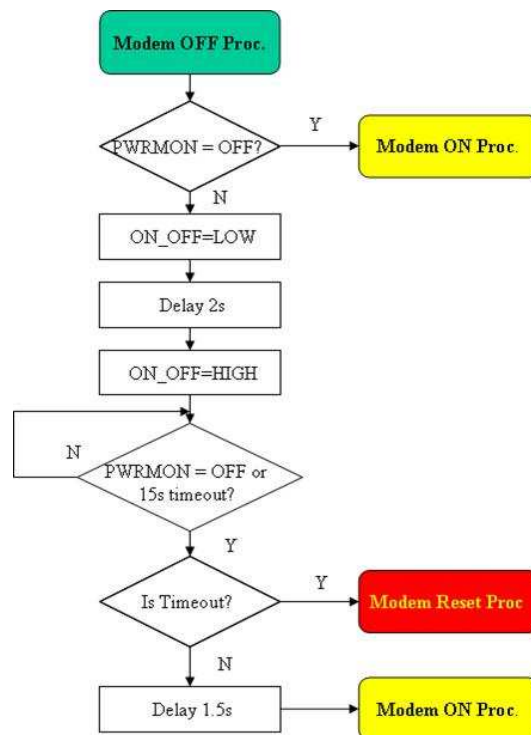 Modem OFF Proc.
PWRMON = OFF?
Y
Modem ON Proc.
N
ON_OFF=LOW
Delay 2s
ON_OFF=HIGH
N
PWRMON = OFF or
15s timeout?
Y
Is Timeout?
Y
Modem Reset Proc
N
Delay 1.5s
Modem ON Proc.